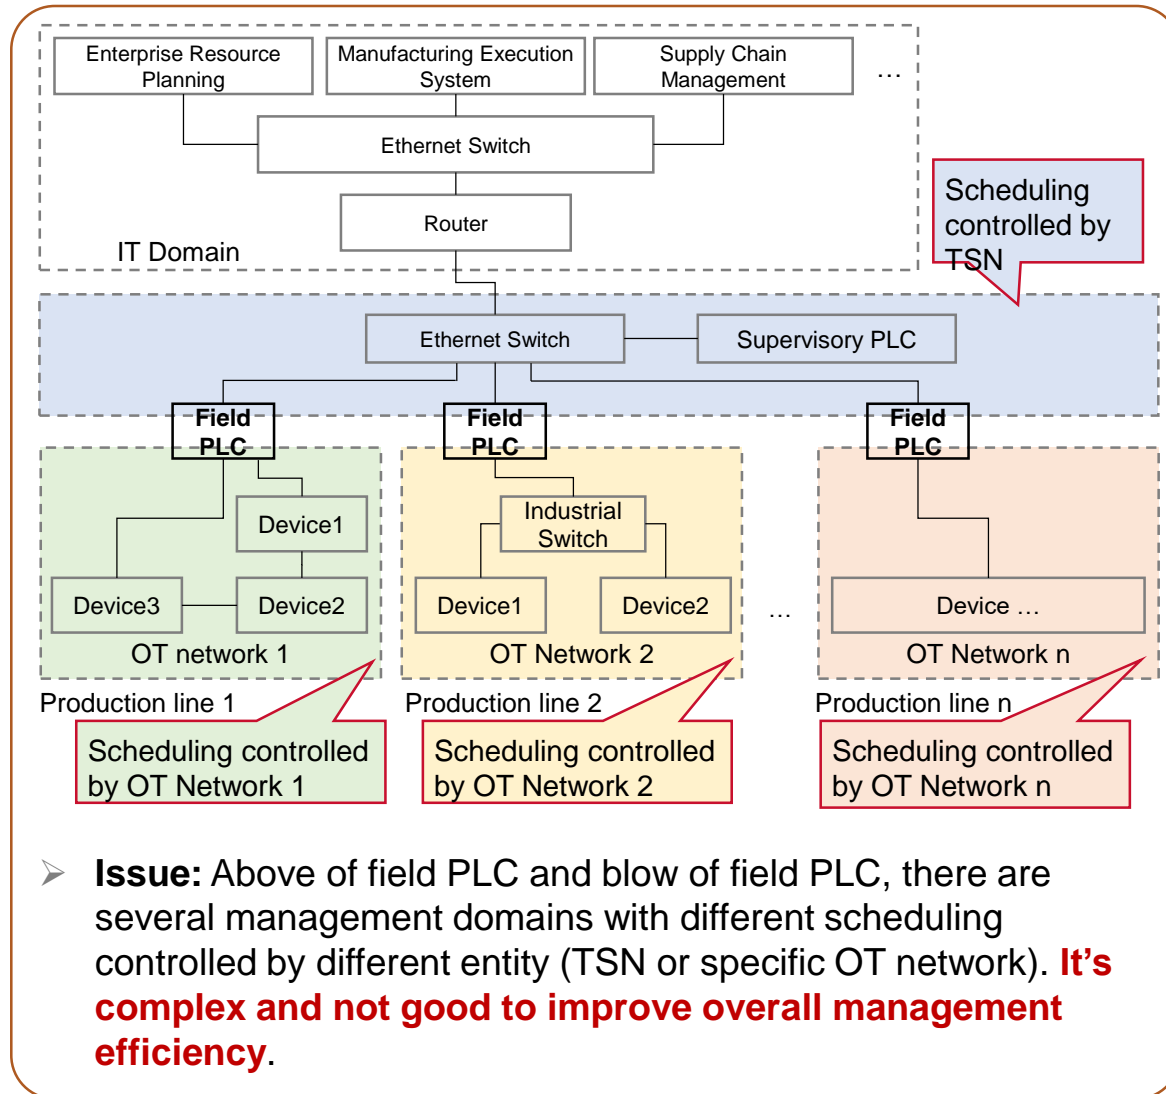 Enterprise Resource
Planning
Manufacturing Execution
System
Supply Chain
Management
...
Ethernet Switch
Router
IT Domain
Scheduling
controlled by
TSN
Ethernet Switch
Supervisory PLC
Field
PLC
Field
PLC
Field
PLC
Device1
Device3
Device2
OT network 1
Industrial
Switch
Device1
Device2
OT Network 2
...
Device ...
OT Network n
Production line 1
Production line 2
Production line n
Scheduling controlled
by OT Network 1
Scheduling controlled
by OT Network 2
Scheduling controlled
by OT Network n
➢ Issue: Above of field PLC and blow of field PLC, there are
several management domains with different scheduling
controlled by different entity (TSN or specific OT network). It’s
complex and not good to improve overall management
efficiency.